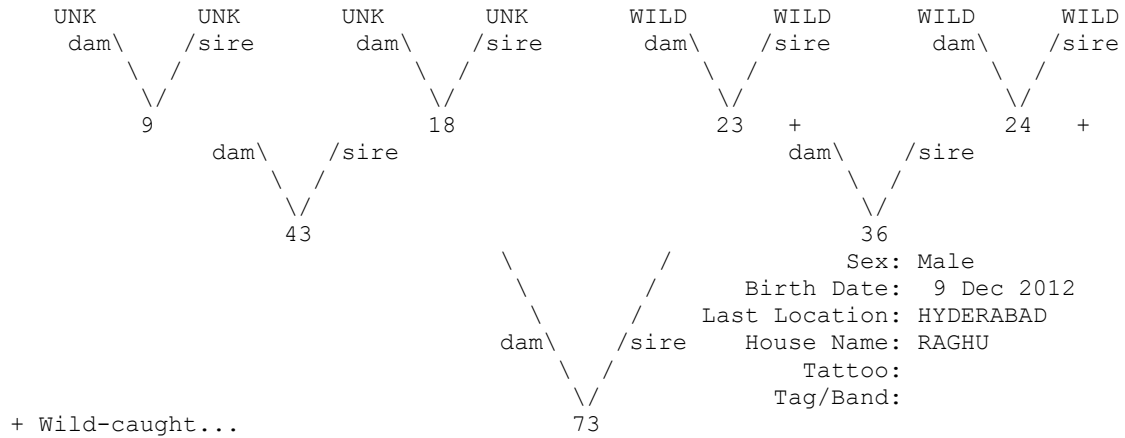 UNK UNK UNK UNK WILD WILD WILD WILD
dam\ /sire dam\ /sire dam\ /sire dam\ /sire
\ / \ / \ / \ /
\/ \/ \/ \/
9 18 23 + 24 +
dam\ /sire dam\ /sire
\ / \ /
\/ \/
43 36
\ / Sex: Male
\ / Birth Date: 9 Dec 2012
\ / Last Location: HYDERABAD
dam\ /sire House Name: RAGHU
\ / Tattoo:
\/ Tag/Band:
+ Wild-caught... 73